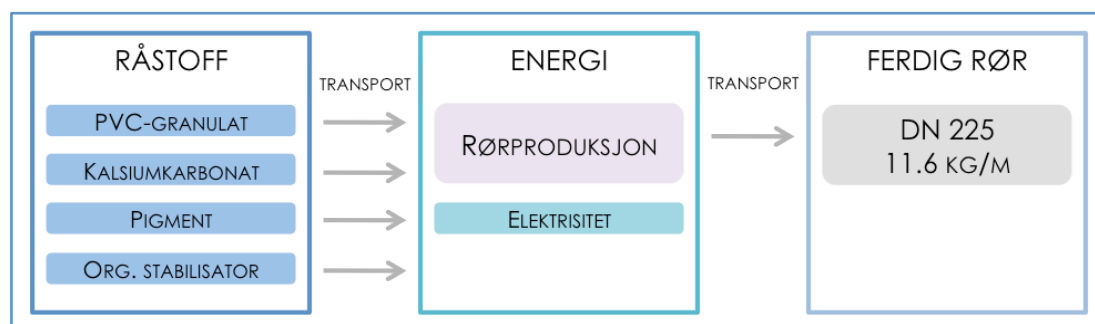 RÅSTOFF
PVC-GRANULAT
KALSIUMKARBONAT
PIGMENT
ORG. STABILISATOR
TRANSPORT
ENERGI
RØRPRODUKSJON
ELEKTRISITET
TRANSPORT
FERDIG RØR
DN 225
11.6 KG/M